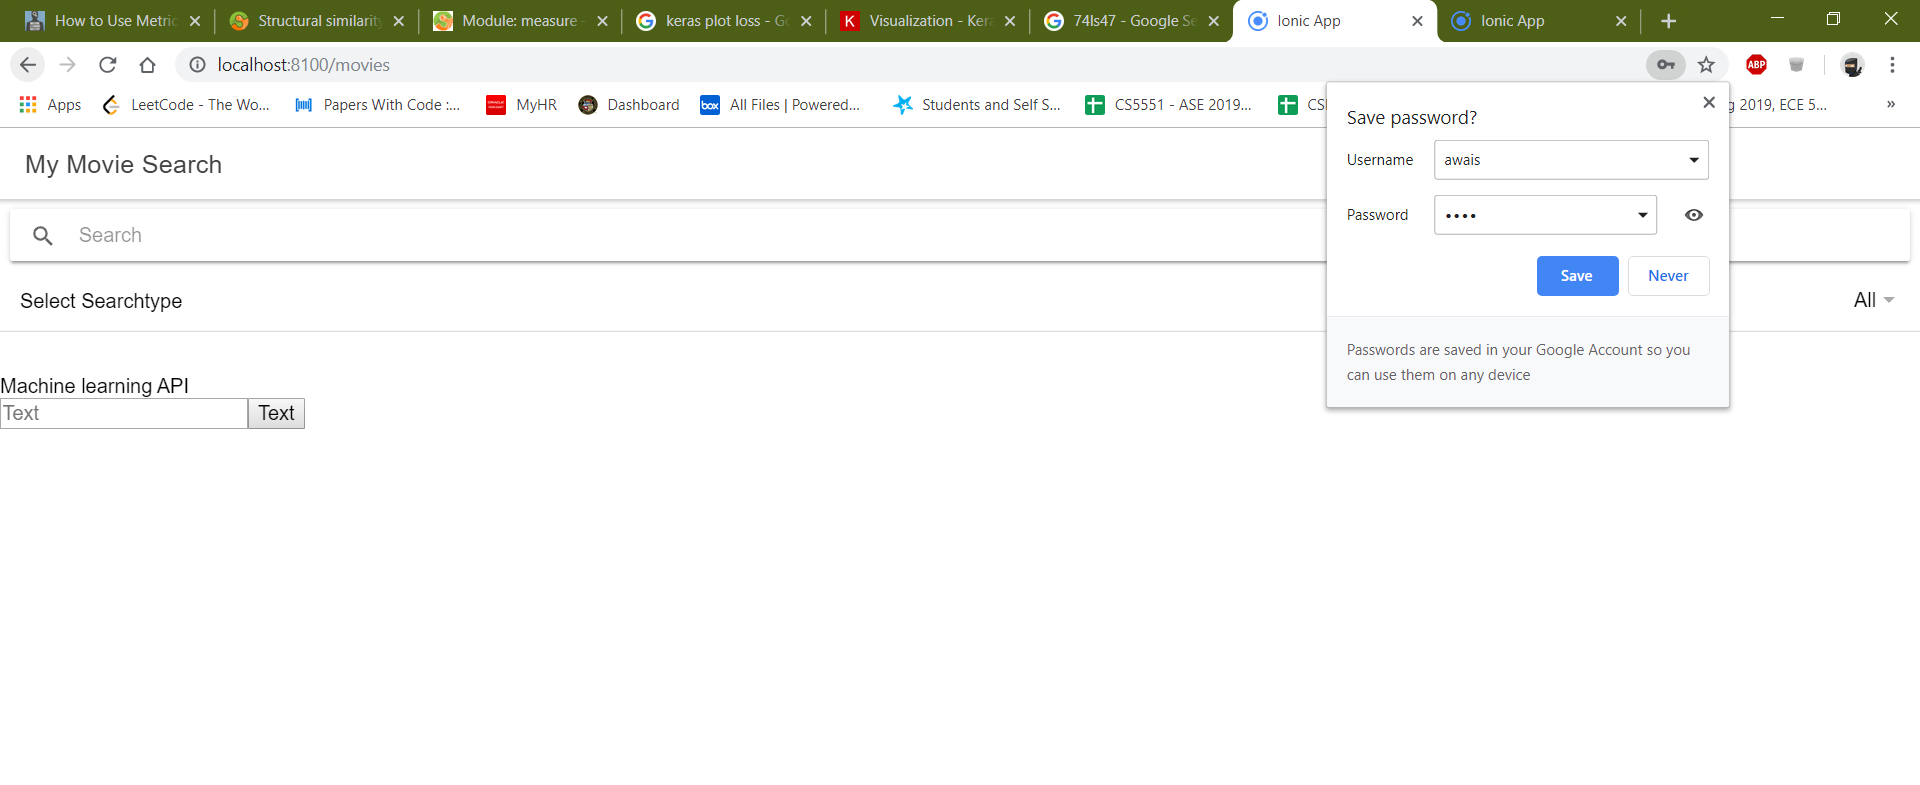 How to Use Metric
Structural similarity
Module: measure -
keras plot loss - Go
K Visualization - Kera
74ls47 - Google Se
Ionic App
Ionic App
localhost:8100/movies
ABP
Apps
LeetCode - The Wo...
Papers With Code :...
MyHR
Dashboard
box All Files | Powered...
Students and Self S...
CS5551 - ASE 2019...
CS
g 2019, ECE 5...
»
My Movie Search
Search
Select Searchtype
All
Machine learning API
Text Text
Save password?
Username awais
Password ••••
Save Never
Passwords are saved in your Google Account so you
can use them on any device